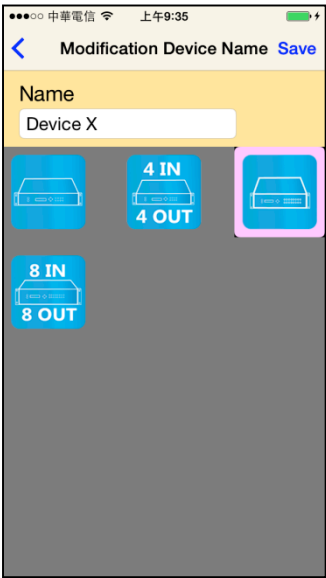 中華電信 上午9:35
Modification Device Name Save
Name
Device X
4 IN
4 OUT
8 IN
8 OUT